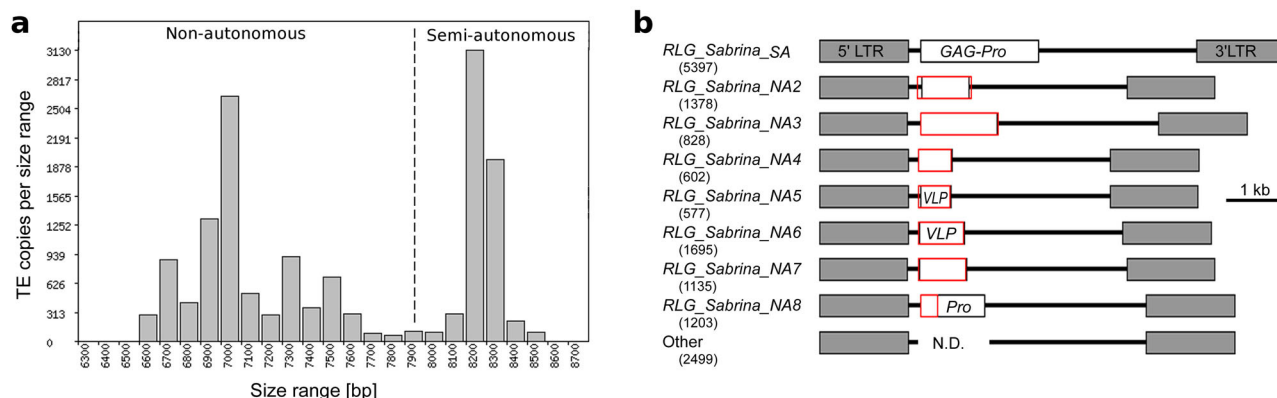 a
Non-autonomous
Semi-autonomous
TE copies per size range
3130
2817
2504
2191
1878
1565
1252
939
626
313
0
6300
6400
6500
6600
6700
6800
6900
7000
7100
7200
7300
7400
7500
7600
7700
7800
7900
8000
8100
8200
8300
8400
8500
8600
8700
Size range [bp]
b
RLG_Sabrina_SA
(5397)
5' LTR
GAG-Pro
3'LTR
RLG_Sabrina_NA2
(1378)
RLG_Sabrina_NA3
(828)
RLG_Sabrina_NA4
(602)
RLG_Sabrina_NA5
(577)
VLP
1 kb
RLG_Sabrina_NA6
(1695)
VLP
RLG_Sabrina_NA7
(1135)
RLG_Sabrina_NA8
(1203)
Pro
Other
(2499)
N.D.